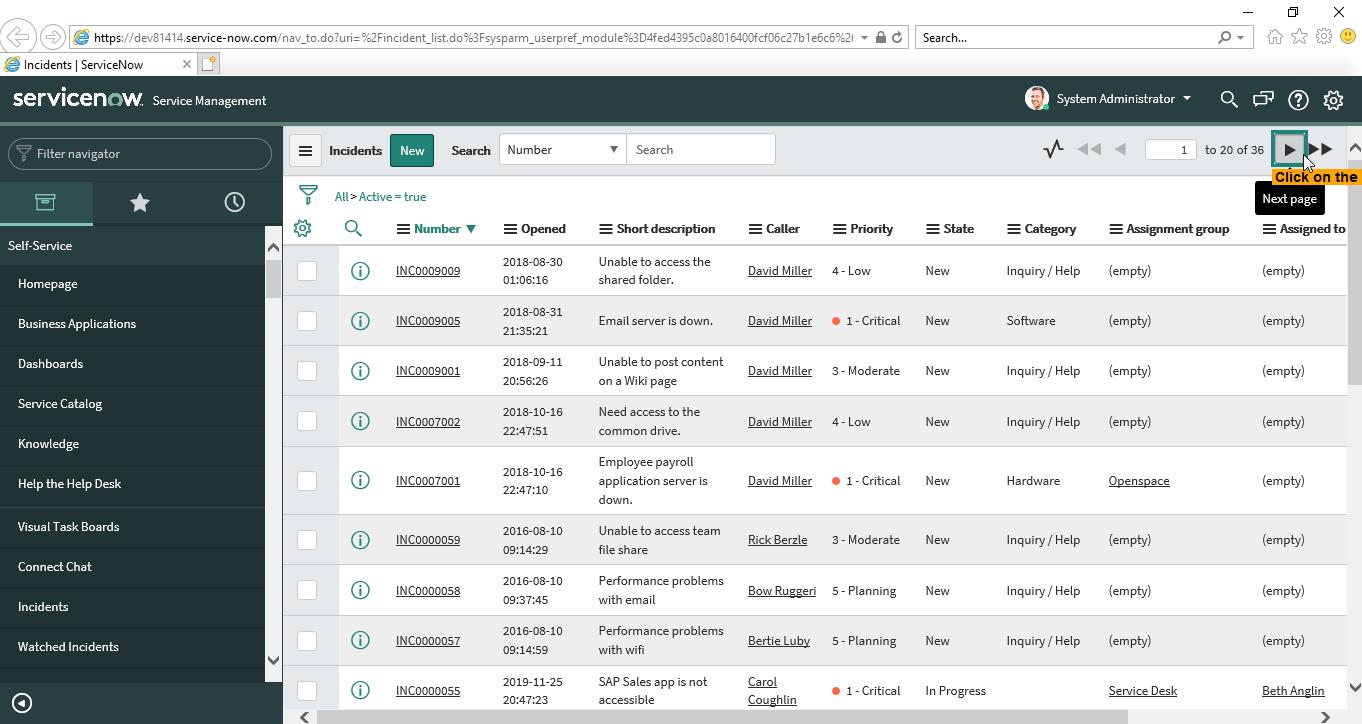 https://dev81414.service-now.com/nav_to.do?uri=%2Fincident_list.do%3Fsysparm_userpref_module%3D4fed4395c0a8016400fcf06c27b1e6c6%2
Search...
Incidents | ServiceNow
servicenow. Service Management
System Administrator
Filter navigator
Incidents New Search Number Search 1 to 20 of 36
Click on the
Next page
All > Active = true
Number Opened Short description Caller Priority State Category Assignment group Assigned to
INC0009009 2018-08-30 01:06:16 Unable to access the shared folder. David Miller 4 - Low New Inquiry / Help (empty) (empty)
INC0009005 2018-08-31 21:35:21 Email server is down. David Miller 1 - Critical New Software (empty) (empty)
INC0009001 2018-09-11 20:56:26 Unable to post content on a Wiki page David Miller 3 - Moderate New Inquiry / Help (empty) (empty)
INC0007002 2018-10-16 22:47:51 Need access to the common drive. David Miller 4 - Low New Inquiry / Help (empty) (empty)
INC0007001 2018-10-16 22:47:10 Employee payroll application server is down. David Miller 1 - Critical New Hardware Openspace (empty)
INC0000059 2016-08-10 09:14:29 Unable to access team file share Rick Berzle 3 - Moderate New Inquiry / Help (empty) (empty)
INC0000058 2016-08-10 09:37:45 Performance problems with email Bow Ruggeri 5 - Planning New Inquiry / Help (empty) (empty)
INC0000057 2016-08-10 09:14:59 Performance problems with wifi Bertie Luby 5 - Planning New Inquiry / Help (empty) (empty)
INC0000055 2019-11-25 20:47:23 SAP Sales app is not accessible Carol Coughlin 1 - Critical In Progress Service Desk Beth Anglin
Self-Service
Homepage
Business Applications
Dashboards
Service Catalog
Knowledge
Help the Help Desk
Visual Task Boards
Connect Chat
Incidents
Watched Incidents